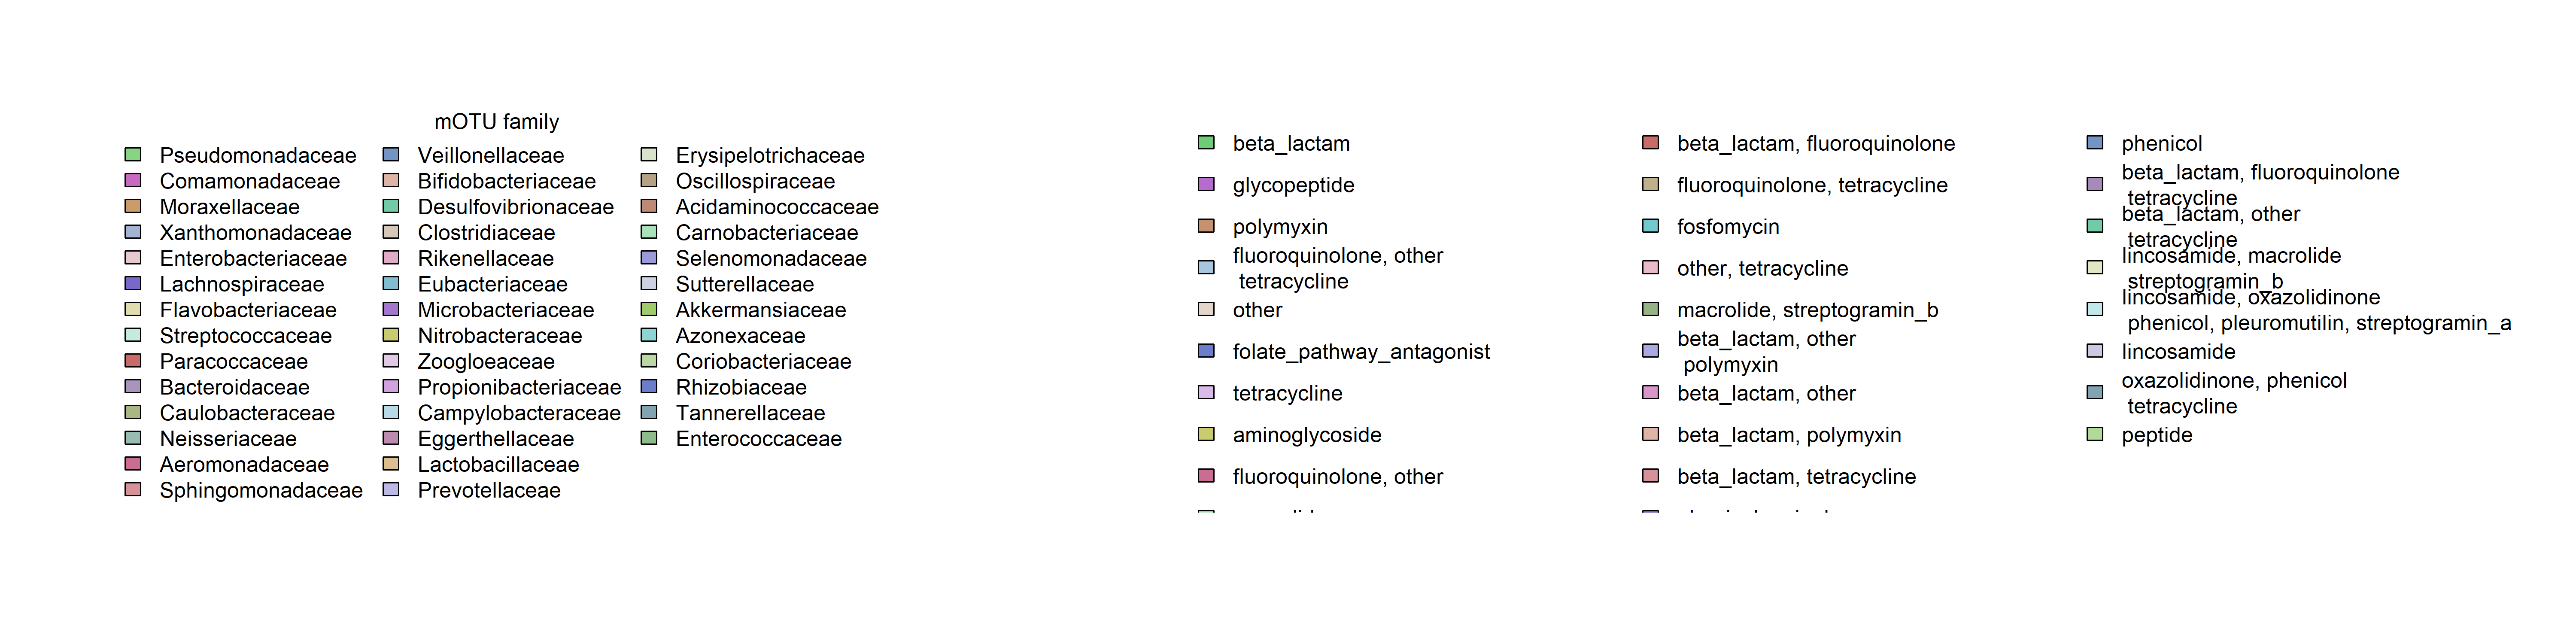 mOTU family
Pseudomonadaceae
Comamonadaceae
Moraxellaceae
Xanthomonadaceae
Enterobacteriaceae
Lachnospiraceae
Flavobacteriaceae
Streptococcaceae
Paracoccaceae
Bacteroidaceae
Caulobacteraceae
Neisseriaceae
Aeromonadaceae
Sphingomonadaceae
Veillonellaceae
Bifidobacteriaceae
Desulfovibrionaceae
Clostridiaceae
Rikenellaceae
Eubacteriaceae
Microbacteriaceae
Nitrobacteraceae
Zoogloeaceae
Propionibacteriaceae
Campylobacteraceae
Eggerthellaceae
Lactobacillaceae
Prevotellaceae
Erysipelotrichaceae
Oscillospiraceae
Acidaminococcaceae
Carnobacteriaceae
Selenomonadaceae
Sutterellaceae
Akkermansiaceae
Azonexaceae
Coriobacteriaceae
Rhizobiaceae
Tannerellaceae
Enterococcaceae
beta_lactam
glycopeptide
polymyxin
fluoroquinolone, other
tetracycline
other
folate_pathway_antagonist
tetracycline
aminoglycoside
fluoroquinolone, other
beta_lactam, fluoroquinolone
fluoroquinolone, tetracycline
fosfomycin
other, tetracycline
macrolide, streptogramin_b
beta_lactam, other
polymyxin
beta_lactam, other
beta_lactam, polymyxin
beta_lactam, tetracycline
phenicol
beta_lactam, fluoroquinolone
tetracycline
beta_lactam, other
tetracycline
lincosamide, macrolide
streptogramin_b
lincosamide, oxazolidinone
phenicol, pleuromutilin, streptogramin_a
lincosamide
oxazolidinone, phenicol
tetracycline
peptide